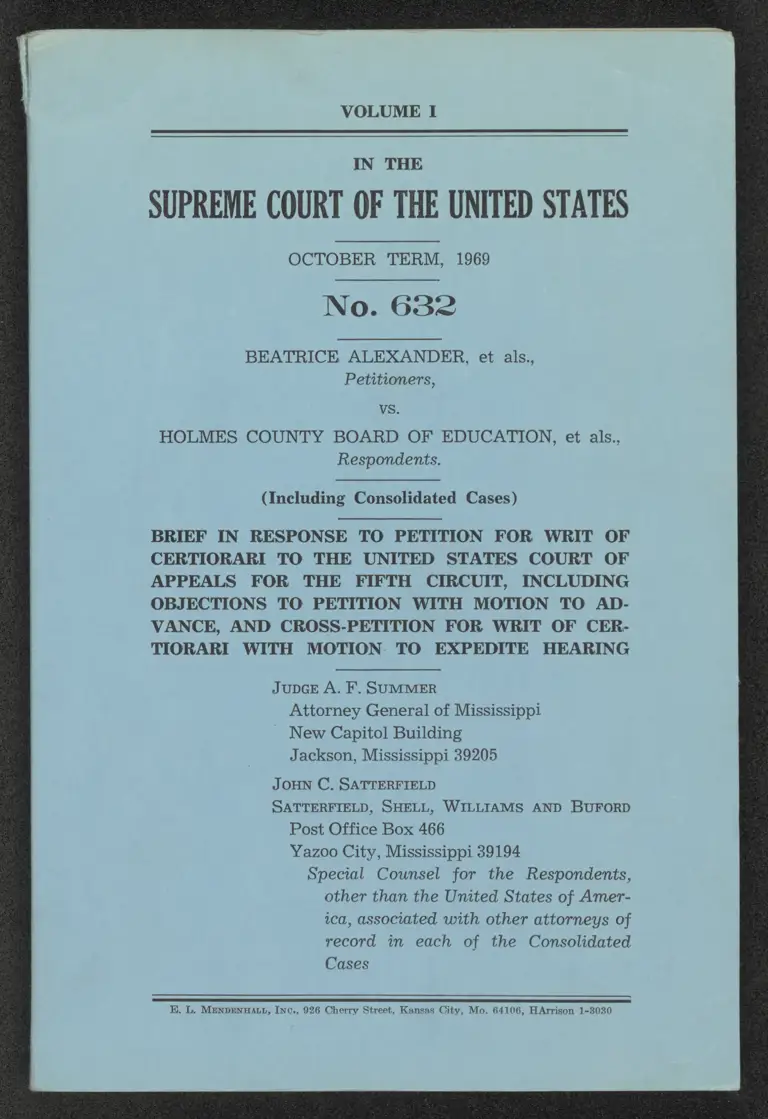 VOLUME I
IN THE
SUPREME COURT OF THE UNITED STATES
OCTOBER TERM, 1969
No. 632
BEATRICE ALEXANDER, et als.,
Petitioners,
vs.
HOLMES COUNTY BOARD OF EDUCATION, et als.,
Respondents.
(Including Consolidated Cases)
BRIEF IN RESPONSE TO PETITION FOR WRIT OF
CERTIORARI TO THE UNITED STATES COURT OF
APPEALS FOR THE FIFTH CIRCUIT, INCLUDING
OBJECTIONS TO PETITION WITH MOTION TO AD-
VANCE, AND CROSS-PETITION FOR WRIT OF CER-
TIORARI WITH MOTION TO EXPEDITE HEARING
JUDGE A. F. SUMMER
Attorney General of Mississippi
New Capitol Building
Jackson, Mississippi 39205
JOHN C. SATTERFIELD
SATTERFIELD, SHELL, WILLIAMS AND BUFORD
Post Office Box 466
Yazoo City, Mississippi 39194
Special Counsel for the Respondents,
other than the United States of Amer-
ica, associated with other attorneys of
record in each of the Consolidated
Cases
E. L. MENDENHALL, INC., 926 Cherry Street, Kansas City, Mo. 64106, HArrison 1-3030